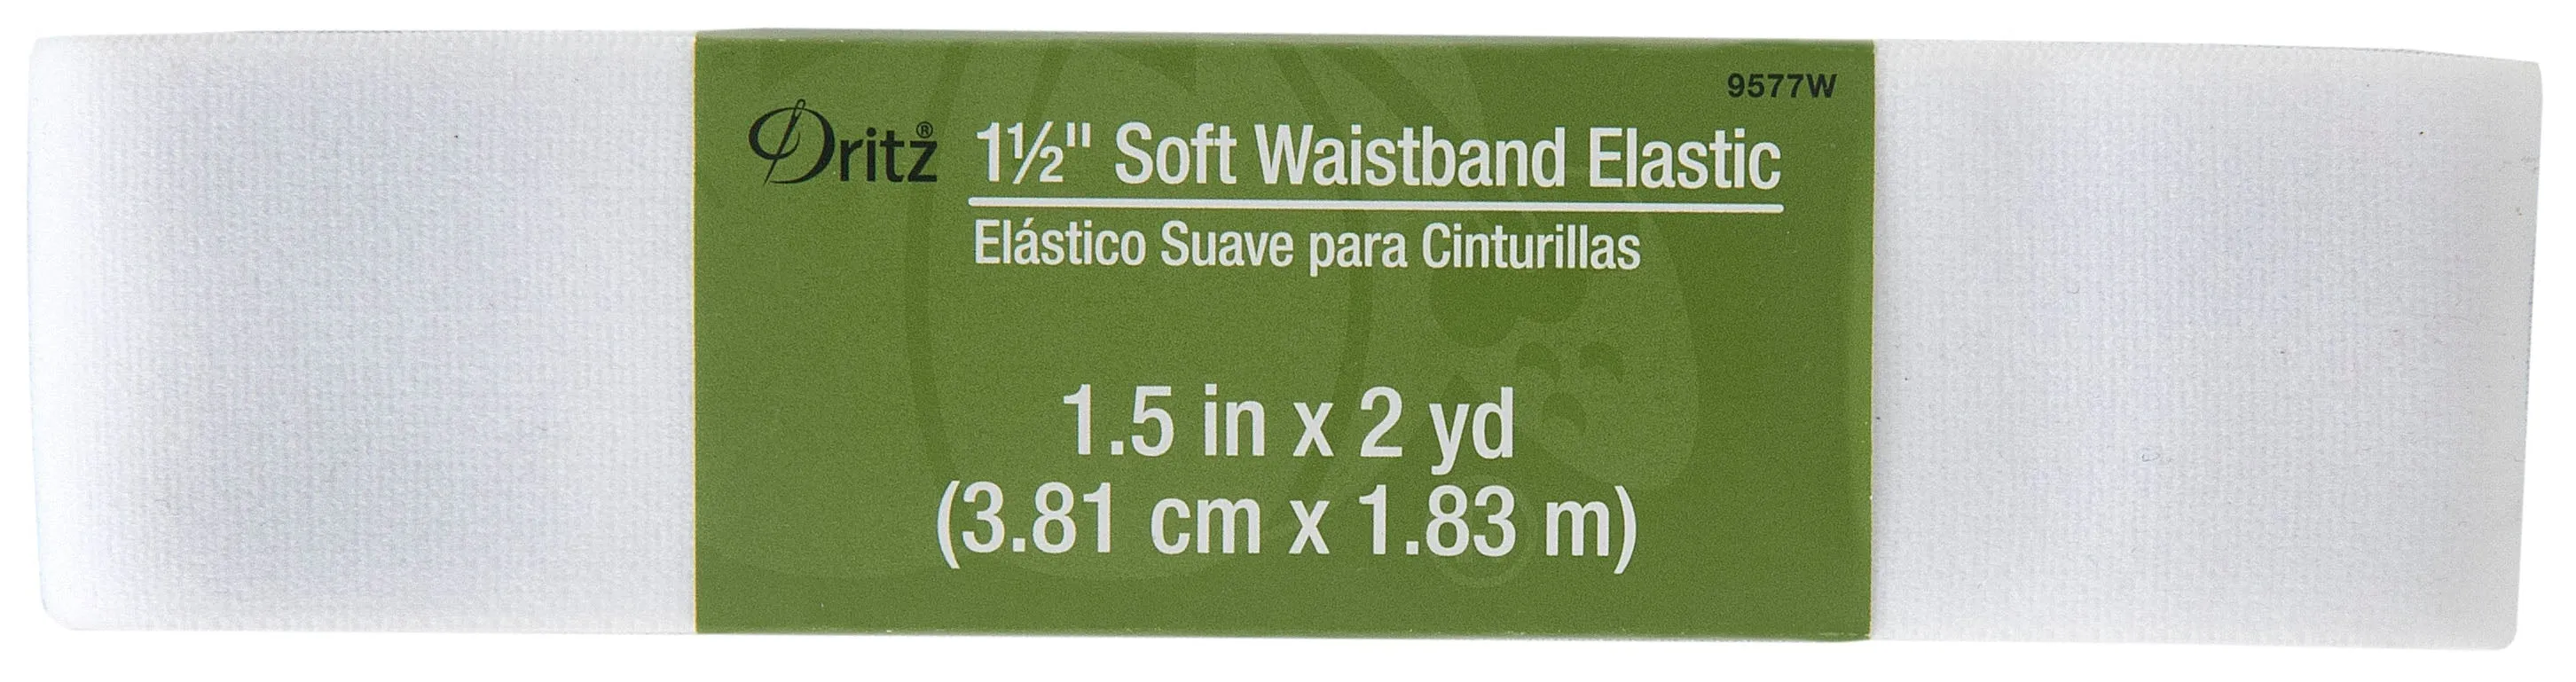 9577W
Dritz® 1½" Soft Waistband Elastic
Elástico Suave para Cinturillas
1.5 in x 2 yd
(3.81 cm x 1.83 m)